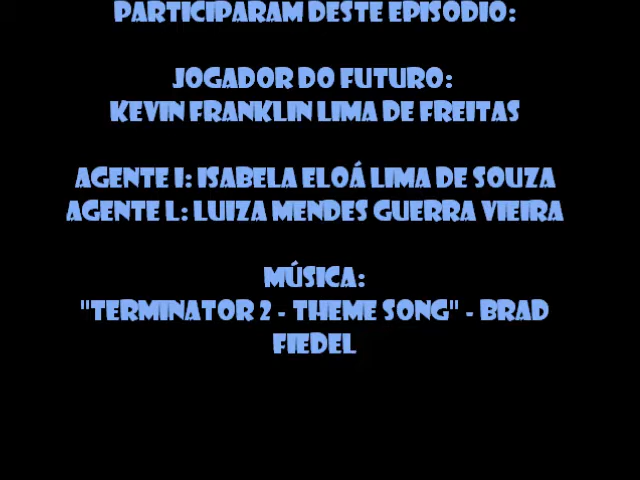 PARTICIPARAM DESTE EPISÓDIO:
JOGADOR DO FUTURO:
KEVIN FRANKLIN LIMA DE FREITAS
AGENTE I: ISABELA ELOÁ LIMA DE SOUZA
AGENTE L: LUIZA MENDES GUERRA VIEIRA
MÚSICA:
"TERMINATOR 2 - THEME SONG" - BRAD
FIEDEL